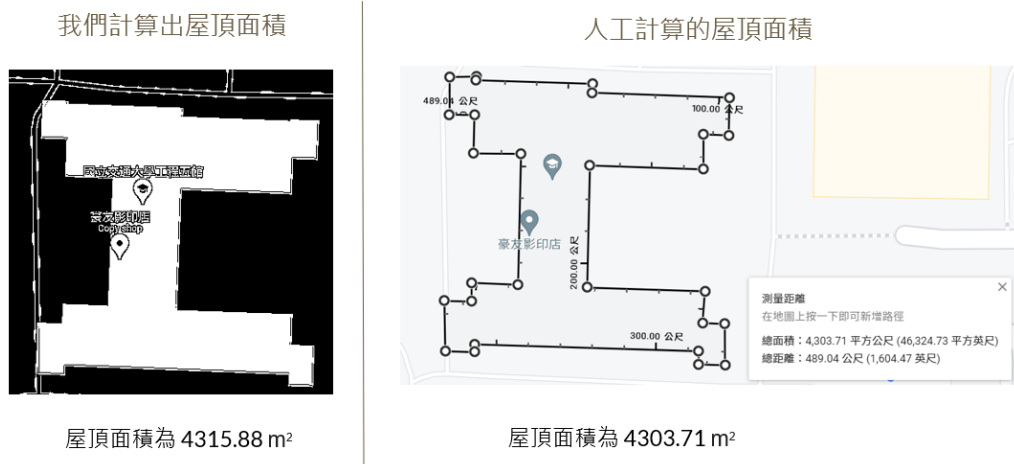 我們計算出屋頂面積
國立交通大學工程五館
豪友影印店
Copy shop
屋頂面積為 4315.88 m²
人工計算的屋頂面積
489.04 公尺
100.00 公尺
豪友影印店
200.00 公尺
300.00 公尺
測量距離
在地圖上按一下即可新增路徑
總面積：4,303.71 平方公尺 (46,324.73 平方英尺)
總距離：489.04 公尺 (1,604.47 英尺)
屋頂面積為 4303.71 m²